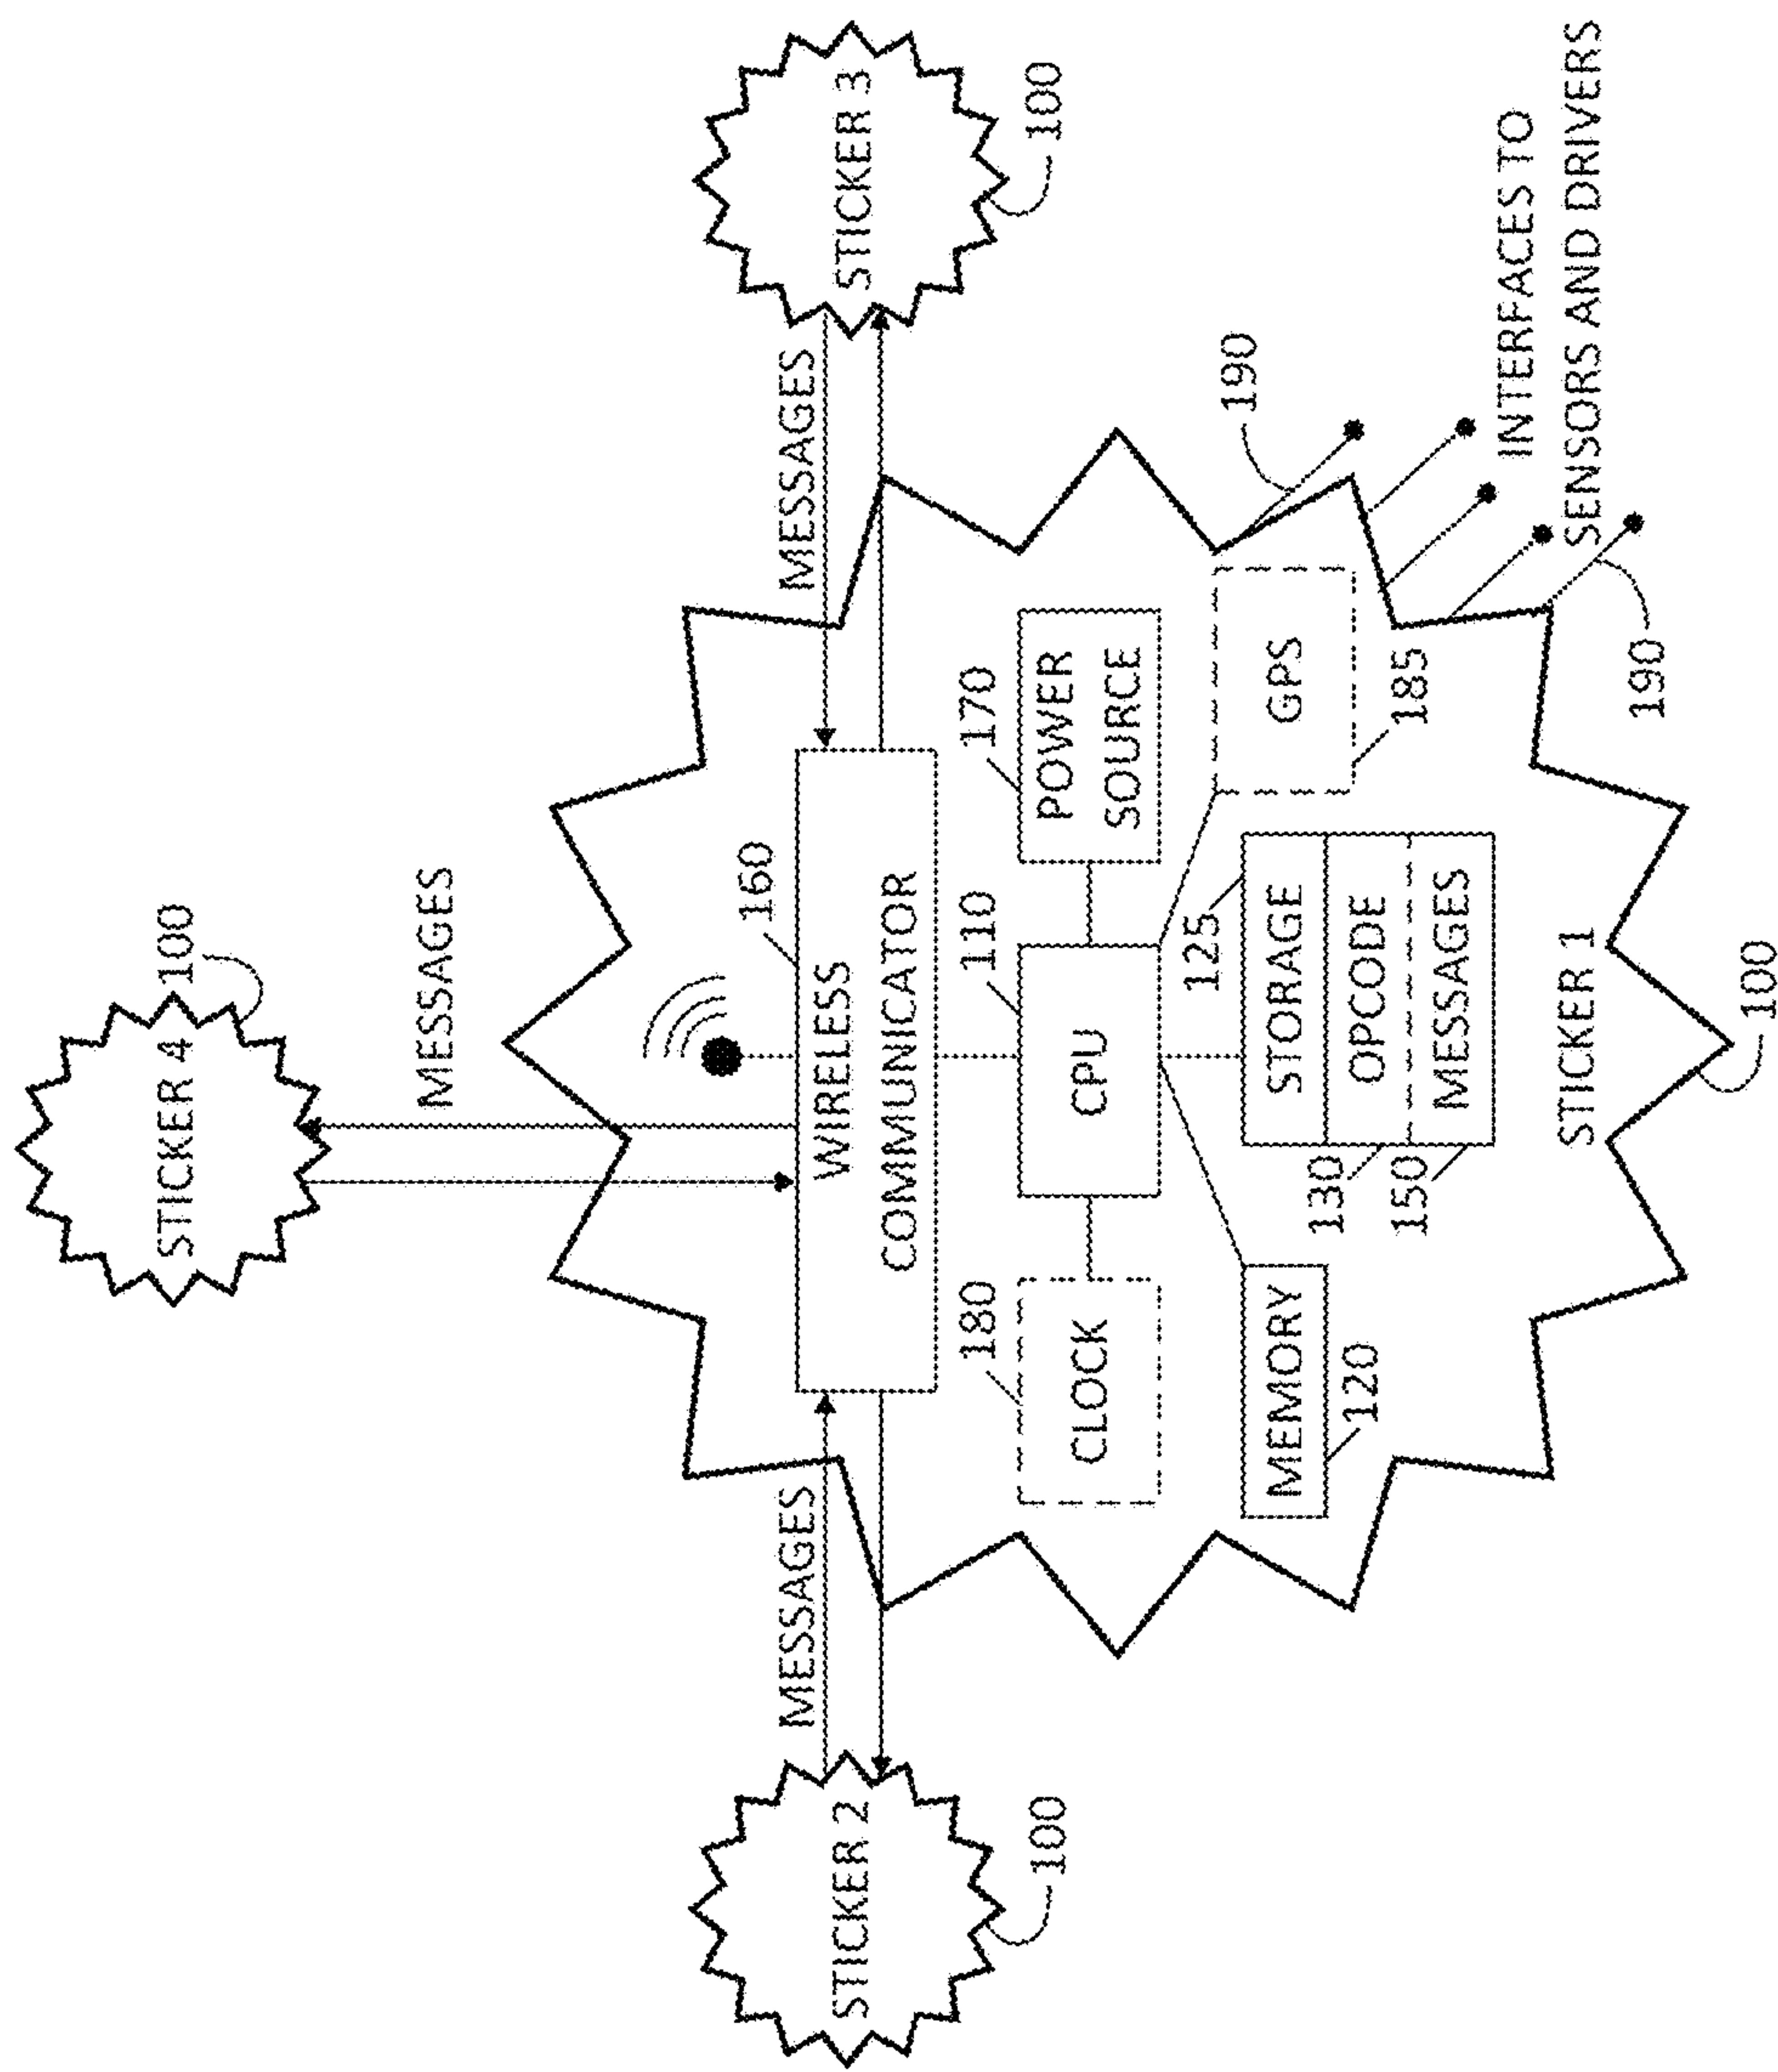 STICKER 4
100
MESSAGES
MESSAGES
MESSAGES
STICKER 2
100
STICKER 3
100
160
WIRELESS
COMMUNICATOR
180
CLOCK
110
CPU
170
POWER
SOURCE
190
MEMORY
120
125
STORAGE
130
OPCODE
150
MESSAGES
GPS
185
INTERFACES TO
SENSORS AND DRIVERS
190
STICKER 1
100